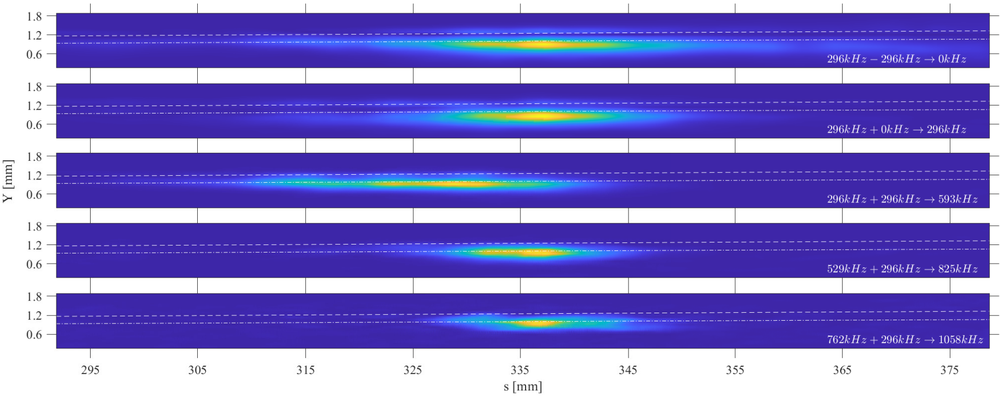 1.8
1.2
0.6
296kHz − 296kHz → 0kHz
1.8
1.2
0.6
296kHz + 0kHz → 296kHz
1.8
1.2
0.6
296kHz + 296kHz → 593kHz
1.8
1.2
0.6
529kHz + 296kHz → 825kHz
1.8
1.2
0.6
762kHz + 296kHz → 1058kHz
Y [mm]
295 305 315 325 335 345 355 365 375
s [mm]